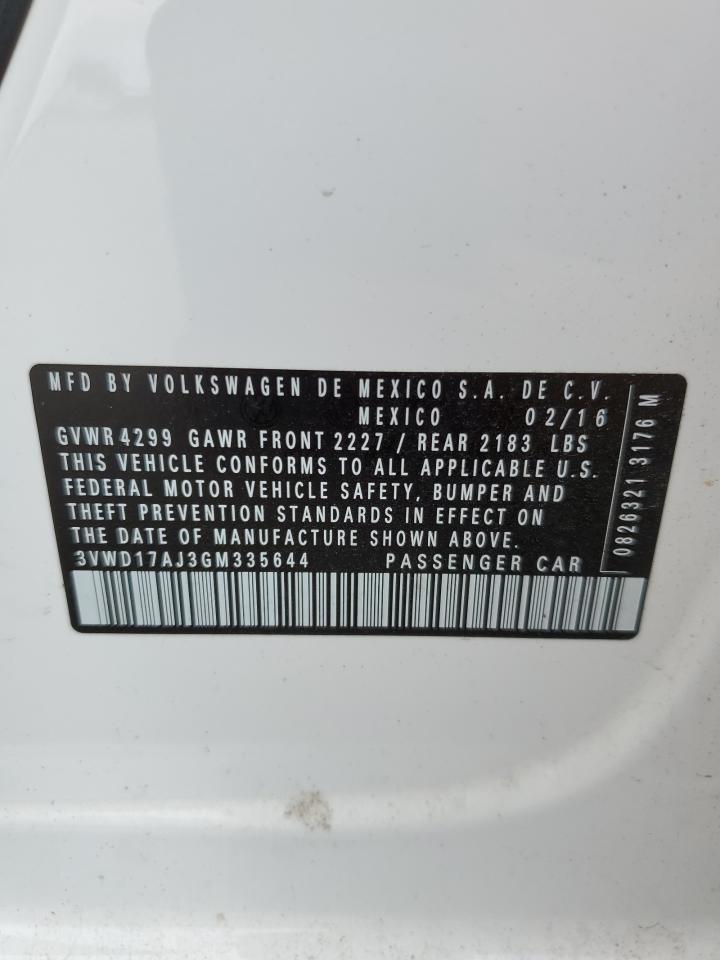 MFD BY VOLKSWAGEN DE MEXICO S.A. DE C.V.
MEXICO 02/16
GVWR 4299 GAWR FRONT 2227 / REAR 2183 LBS
THIS VEHICLE CONFORMS TO ALL APPLICABLE U.S.
FEDERAL MOTOR VEHICLE SAFETY, BUMPER AND
THEFT PREVENTION STANDARDS IN EFFECT ON
THE DATE OF MANUFACTURE SHOWN ABOVE.
3VWD17AJ3GM335644 PASSENGER CAR
0826321 3176 M